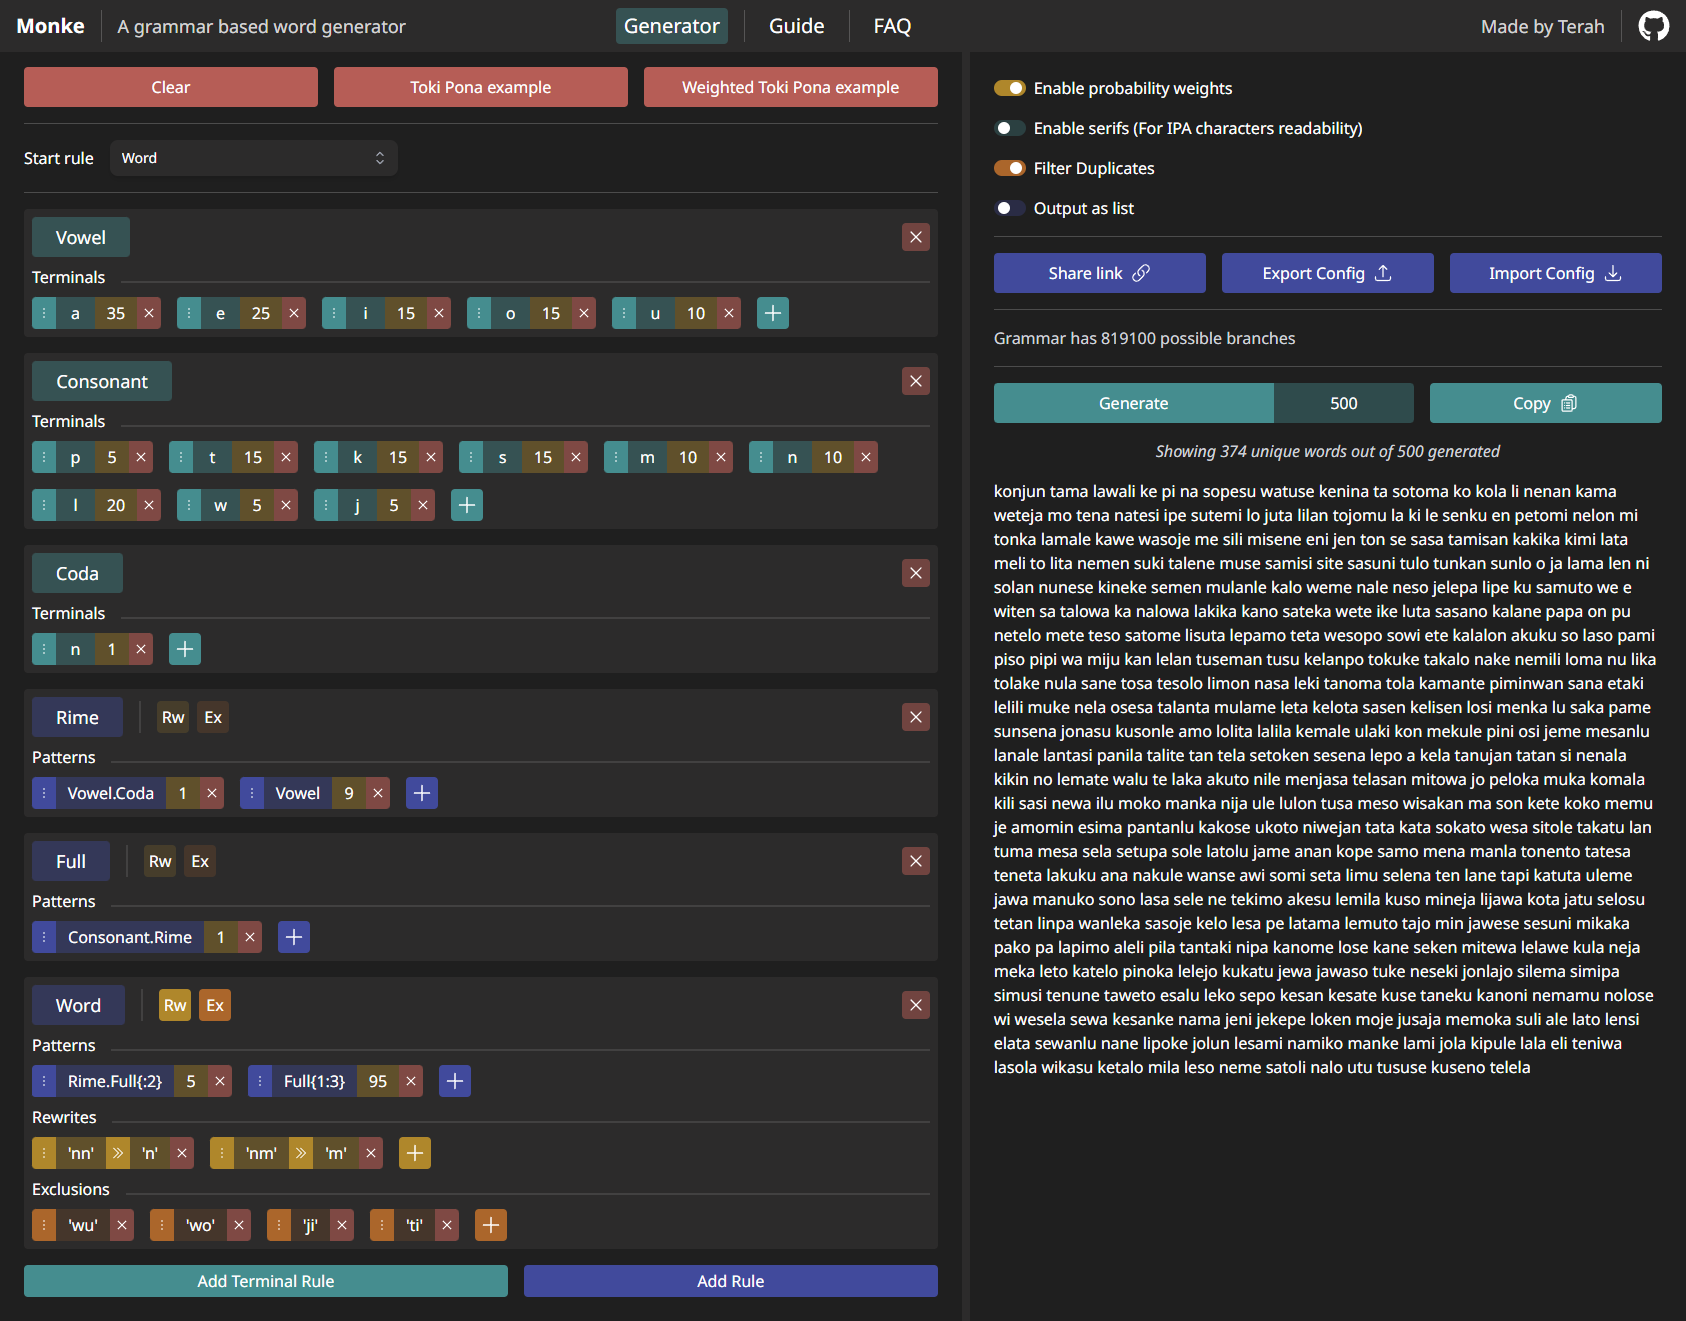 Monke
A grammar based word generator
Generator
Guide
FAQ
Made by Terah
Clear
Toki Pona example
Weighted Toki Pona example
Start rule
Word
Vowel
Terminals
a 35 e 25 i 15 o 15 u 10
Consonant
Terminals
p 5 t 15 k 15 s 15 m 10 n 10
l 20 w 5 j 5
Coda
Terminals
n 1
Rime Rw Ex
Patterns
Vowel.Coda 1 Vowel 9
Full Rw Ex
Patterns
Consonant.Rime 1
Word Rw Ex
Patterns
Rime.Full{:2} 5 Full{1:3} 95
Rewrites
'nn' 'n' 'nm' 'm'
Exclusions
'wu' 'wo' 'ji' 'ti'
Add Terminal Rule
Add Rule
Enable probability weights
Enable serifs (For IPA characters readability)
Filter Duplicates
Output as list
Share link
Export Config
Import Config
Grammar has 819100 possible branches
Generate 500
Copy
Showing 374 unique words out of 500 generated
konjun tama lawali ke pi na sopesu watuse kenina ta sotoma ko kola li nenan kama
weteja mo tena natesi ipe sutemi lo juta lilan tojomu la ki le senku en petomi nelon mi
tonka lamale kawe wasoje me sili misene eni jen ton se sasa tamisan kakika kimi lata
meli to lita nemen suki talene muse samisi site sasuni tulo tunkan sunlo o ja lama len ni
solan nunese kineke semen mulanle kalo weme nale neso jelepa lipe ku samuto we e
witen sa talowa ka nalowa lakika kano sateka wete ike luta sasano kalane papa on pu
netelo mete teso satome lisuta lepamo teta wesopo sowi ete kalalon akuku so laso pami
piso pipi wa miju kan lelan tuseman tusu kelanpo tokuke takalo nake nemili loma nu lika
tolake nula sane tosa tesolo limon nasa leki tanoma tola kamante piminwan sana etaki
lelili muke nela osesa talanta mulame leta kelota sasen kelisen losi menka lu saka pame
sunsena jonasu kusonle amo lolita lalila kemale ulaki kon mekule pini osi jeme mesanlu
lanale lantasi panila talite tan tela setoken sesena lepo a kela tanujan tatan si nenala
kikin no lemate walu te laka akuto nile menjasa telasan mitowa jo peloka muka komala
kili sasi newa ilu moko manka nija ule lulon tusa meso wisakan ma son kete koko memu
je amomin esima pantanlu kakose ukoto niwejan tata kata sokato wesa sitole takatu lan
tuma mesa sela setupa sole latolu jame anan kope samo mena manla tonento tatesa
teneta lakuku ana nakule wanse awi somi seta limu selena ten lane tapi katuta uleme
jawa manuko sono lasa sele ne tekimo akesu lemila kuso mineja lijawa kota jatu selosu
tetan linpa wanleka sasoje kelo lesa pe latama lemuto tajo min jawese sesuni mikaka
pako pa lapimo aleli pila tantaki nipa kanome lose kane seken mitewa lelawe kula neja
meka leto katelo pinoka lelejo kukatu jewa jawaso tuke neseki jonlajo silema simipa
simusi tenune taweto esalu leko sepo kesan kesate kuse taneku kanoni nemamu nolose
wi wesela sewa kesanke nama jeni jekepe loken moje jusaja memoka suli ale lato lensi
elata sewanlu nane lipoke jolun lesami namiko manke lami jola kipule lala eli teniwa
lasola wikasu ketalo mila leso neme satoli nalo utu tususe kuseno telela